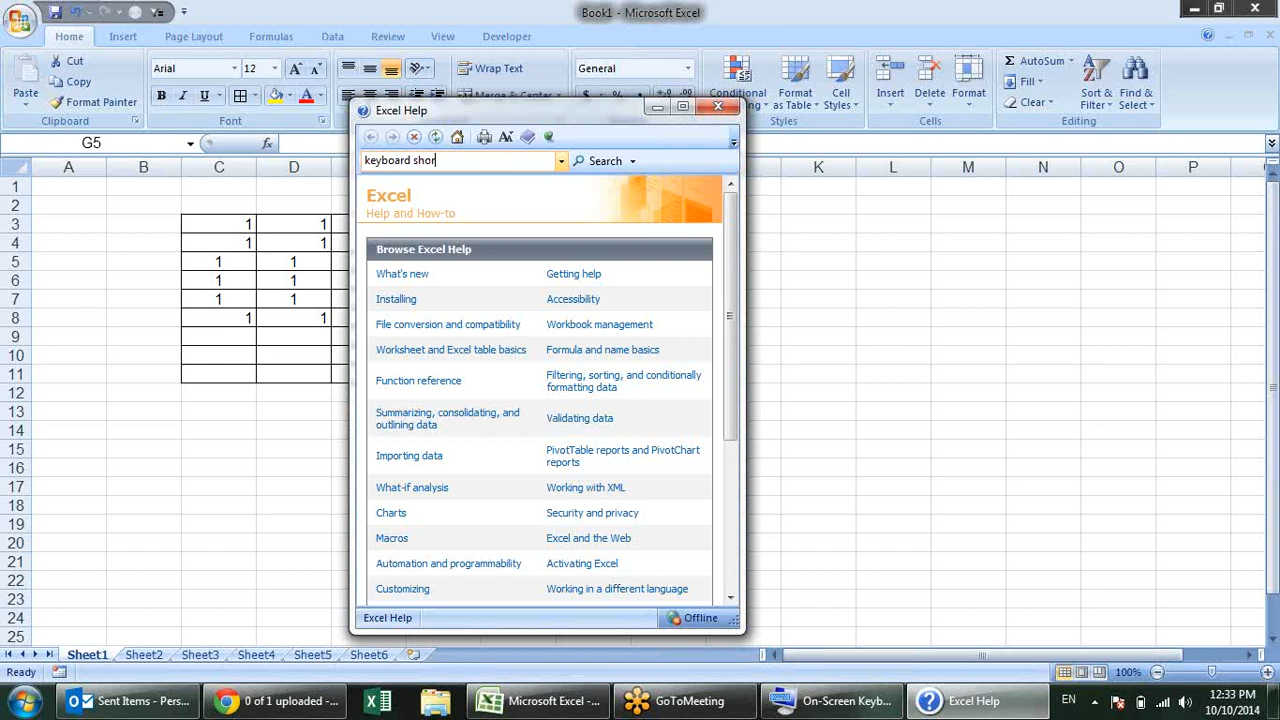 Book1 - Microsoft Excel
Home Insert Page Layout Formulas Data Review View Developer
Paste
Cut
Copy
Format Painter
Clipboard
Arial 12
B I U
Font
Wrap Text
General
Conditional Format as Table Cell Styles
Styles
Insert Delete Format
Cells
AutoSum
Fill
Clear
Sort & Filter Find & Select
Editing
G5 fx
A B C D K L M N O P
1
2
3 1 1
4 1 1
5 1 1
6 1 1
7 1 1
8 1 1
9
10
11
12
13
14
15
16
17
18
19
20
21
22
23
24
25
Excel Help
keyboard shor
Search
Excel
Help and How-to
Browse Excel Help
What's new Getting help
Installing Accessibility
File conversion and compatibility Workbook management
Worksheet and Excel table basics Formula and name basics
Function reference Filtering, sorting, and conditionally
formatting data
Summarizing, consolidating, and
outlining data Validating data
Importing data PivotTable reports and PivotChart
reports
What-if analysis Working with XML
Charts Security and privacy
Macros Excel and the Web
Automation and programmability Activating Excel
Customizing Working in a different language
Excel Help Offline
Sheet1 Sheet2 Sheet3 Sheet4 Sheet5 Sheet6
Ready 100%
Sent Items - Pers... 0 of 1 uploaded -... Microsoft Excel -... GoToMeeting On-Screen Keyb... Excel Help EN 12:33 PM
10/10/2014